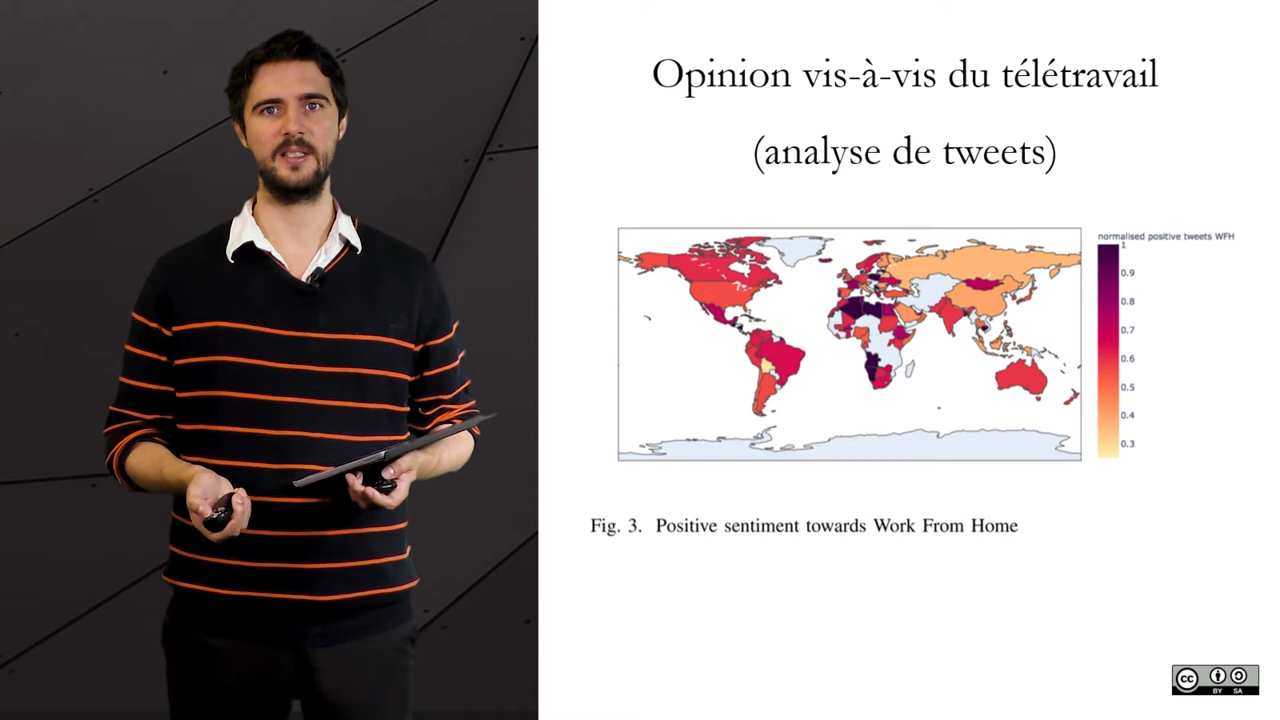 Opinion vis-à-vis du télétravail
(analyse de tweets)
normalised positive tweets WFH
1
0.9
0.8
0.7
0.6
0.5
0.4
0.3
Fig. 3. Positive sentiment towards Work From Home
cc
BY SA